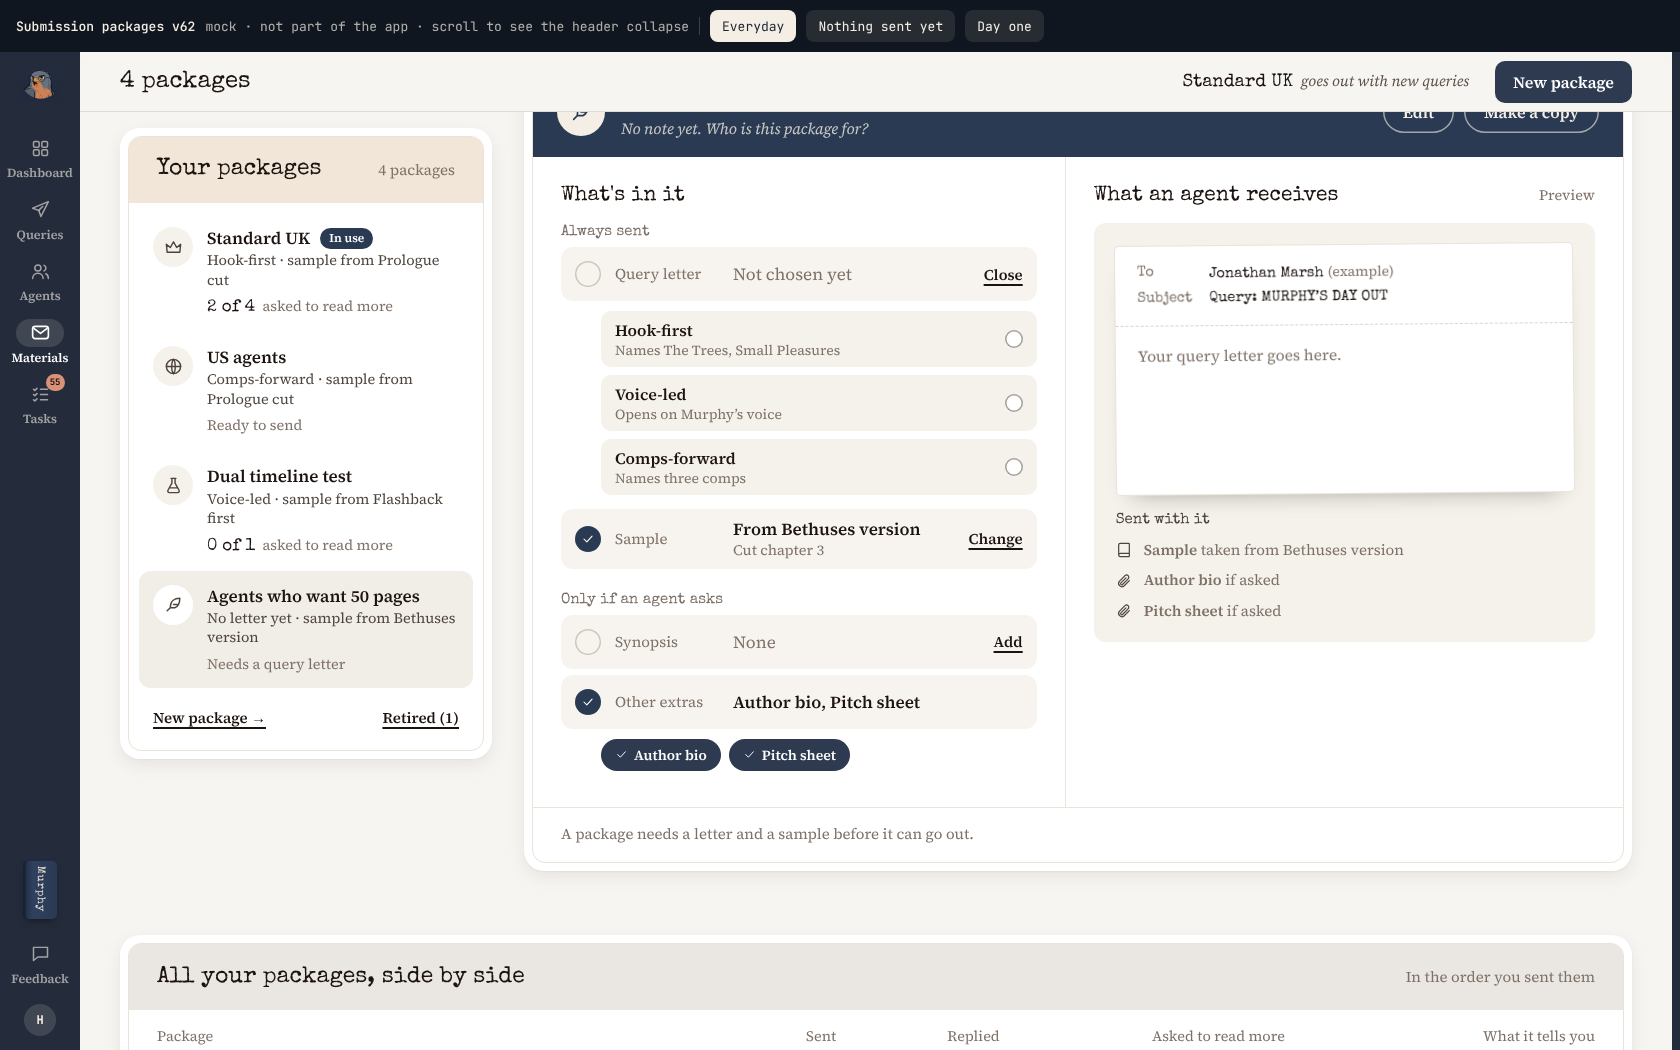 Submission packages v62 mock · not part of the app · scroll to see the header collapse
Everyday
Nothing sent yet
Day one
4 packages
Standard UK goes out with new queries
New package
Dashboard
Queries
Agents
Materials
55
Tasks
Murphy
Feedback
H
Your packages
4 packages
Standard UK In use
Hook-first · sample from Prologue
cut
2 of 4 asked to read more
US agents
Comps-forward · sample from
Prologue cut
Ready to send
Dual timeline test
Voice-led · sample from Flashback
first
0 of 1 asked to read more
Agents who want 50 pages
No letter yet · sample from Bethuses
version
Needs a query letter
New package →
Retired (1)
No note yet. Who is this package for?
Edit
Make a copy
What's in it
Always sent
Query letter Not chosen yet Close
Hook-first
Names The Trees, Small Pleasures
Voice-led
Opens on Murphy’s voice
Comps-forward
Names three comps
Sample From Bethuses version Change
Cut chapter 3
Only if an agent asks
Synopsis None Add
Other extras Author bio, Pitch sheet
Author bio
Pitch sheet
A package needs a letter and a sample before it can go out.
What an agent receives
Preview
To Jonathan Marsh (example)
Subject Query: MURPHY’S DAY OUT
Your query letter goes here.
Sent with it
Sample taken from Bethuses version
Author bio if asked
Pitch sheet if asked
All your packages, side by side
In the order you sent them
Package Sent Replied Asked to read more What it tells you